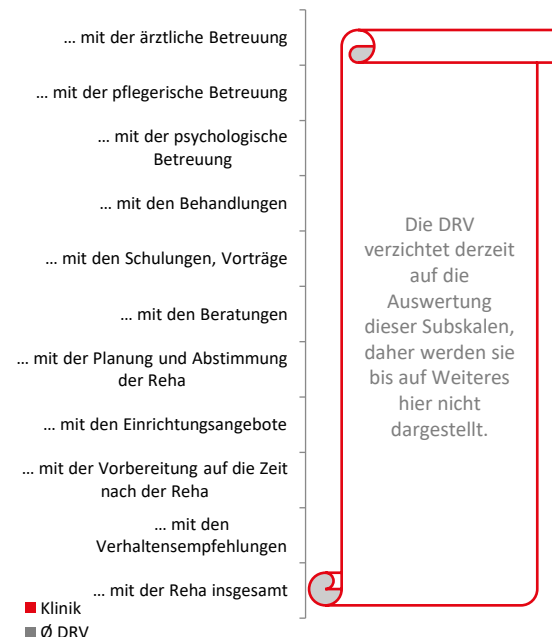 ... mit der ärztliche Betreuung
... mit der pflegerische Betreuung
... mit der psychologische
Betreuung
... mit den Behandlungen
... mit den Schulungen, Vorträge
... mit den Beratungen
... mit der Planung und Abstimmung
der Reha
... mit den Einrichtungsangebote
... mit der Vorbereitung auf die Zeit
nach der Reha
... mit den
Verhaltensempfehlungen
... mit der Reha insgesamt
Klinik
Ø DRV
Die DRV
verzichtet derzeit
auf die
Auswertung
dieser Subskalen,
daher werden sie
bis auf Weiteres
hier nicht
dargestellt.